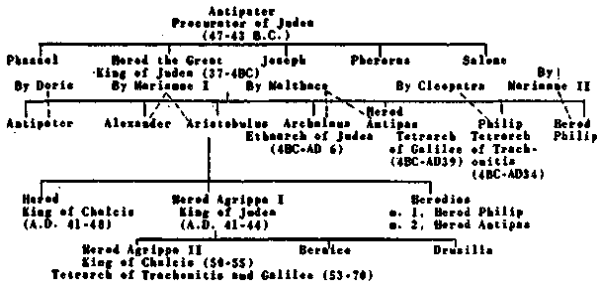 Antipater
Procurator of Judea
(47-43 B.C.)
Phasael Herod the Great Joseph Pheroras Salome
King of Judea (37-4BC)
By Doris By Mariamne I By Malthace By Cleopatra By Mariamne II
Antipater Alexander Aristobulus Archelaus Herod Antipas Philip Herod Philip
Ethnarch of Judea Tetrarch Tetrarch
(4BC-AD 6) of Galilee of Trach-
(4BC-AD39) onitis
(4BC-AD34)
Herod Herod Agrippa I Herodias
King of Chalcis King of Judea m. 1, Herod Philip
(A.D. 41-48) (A.D. 41-44) m. 2, Herod Antipas
Herod Agrippa II Bernice Drusilla
King of Chalcis (50-55)
Tetrarch of Trachonitis and Galilee (53-70)